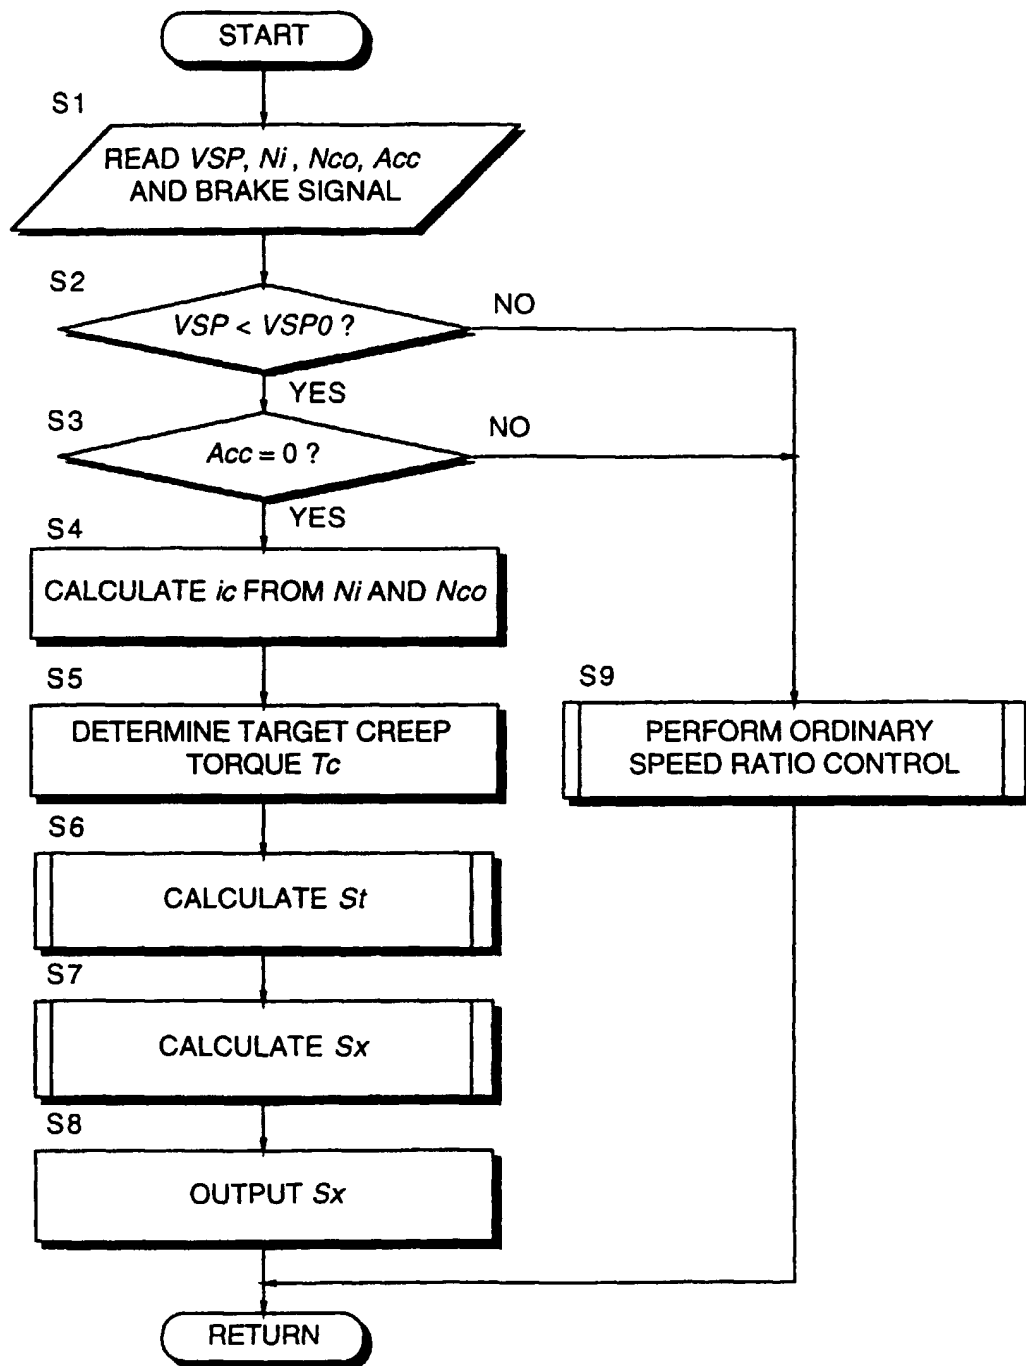 START
S1
READ VSP, Ni, Nco, Acc
AND BRAKE SIGNAL
S2
VSP < VSP0 ?
NO
YES
S3
Acc = 0 ?
NO
YES
S4
CALCULATE ic FROM Ni AND Nco
S5
DETERMINE TARGET CREEP
TORQUE Tc
S9
PERFORM ORDINARY
SPEED RATIO CONTROL
S6
CALCULATE St
S7
CALCULATE Sx
S8
OUTPUT Sx
RETURN